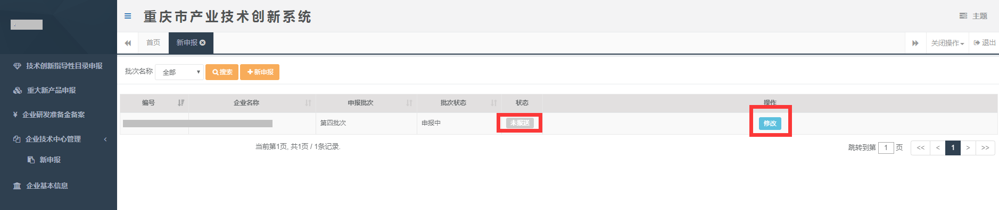 重庆市产业技术创新系统
主题
首页
新申报
关闭操作
退出
技术创新指导性目录申报
重大新产品申报
¥ 企业研发准备金备案
企业技术中心管理
新申报
企业基本信息
批次名称 全部 搜索 新申报
编号 企业名称 申报批次 批次状态 状态 操作
第四批次 申报中 未报送 修改
当前第1页, 共1页 / 1条记录.
跳转到第 1 页 << < 1 > >>